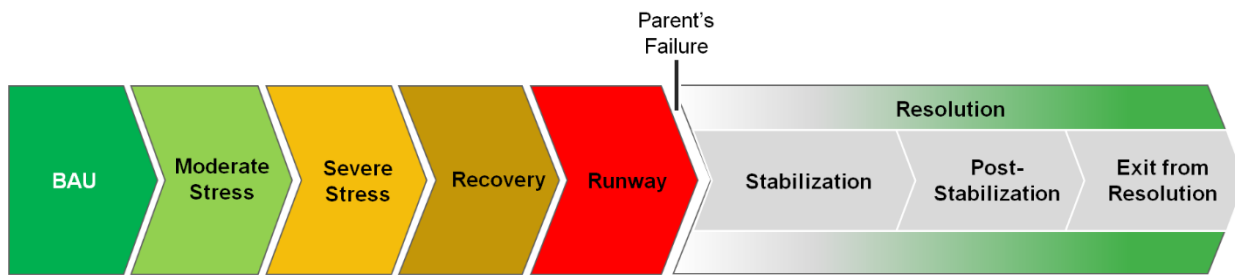 Parent's
Failure
BAU
Moderate
Stress
Severe
Stress
Recovery
Runway
Resolution
Stabilization
Post-
Stabilization
Exit from
Resolution